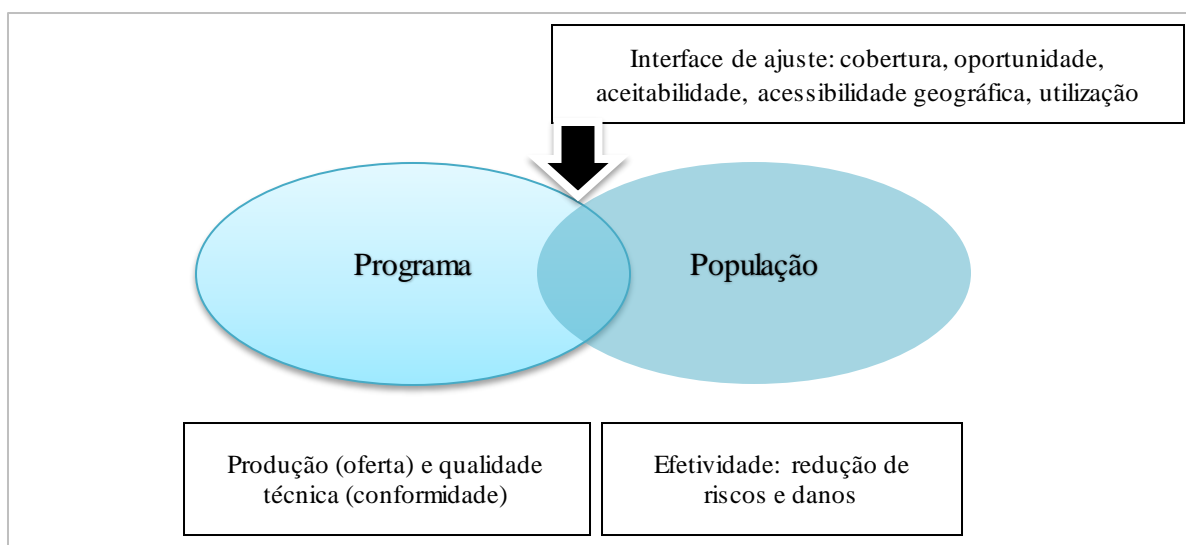 Interface de ajuste: cobertura, oportunidade,
aceitabilidade, acessibilidade geográfica, utilização
Programa
População
Produção (oferta) e qualidade
técnica (conformidade)
Efetividade: redução de
riscos e danos